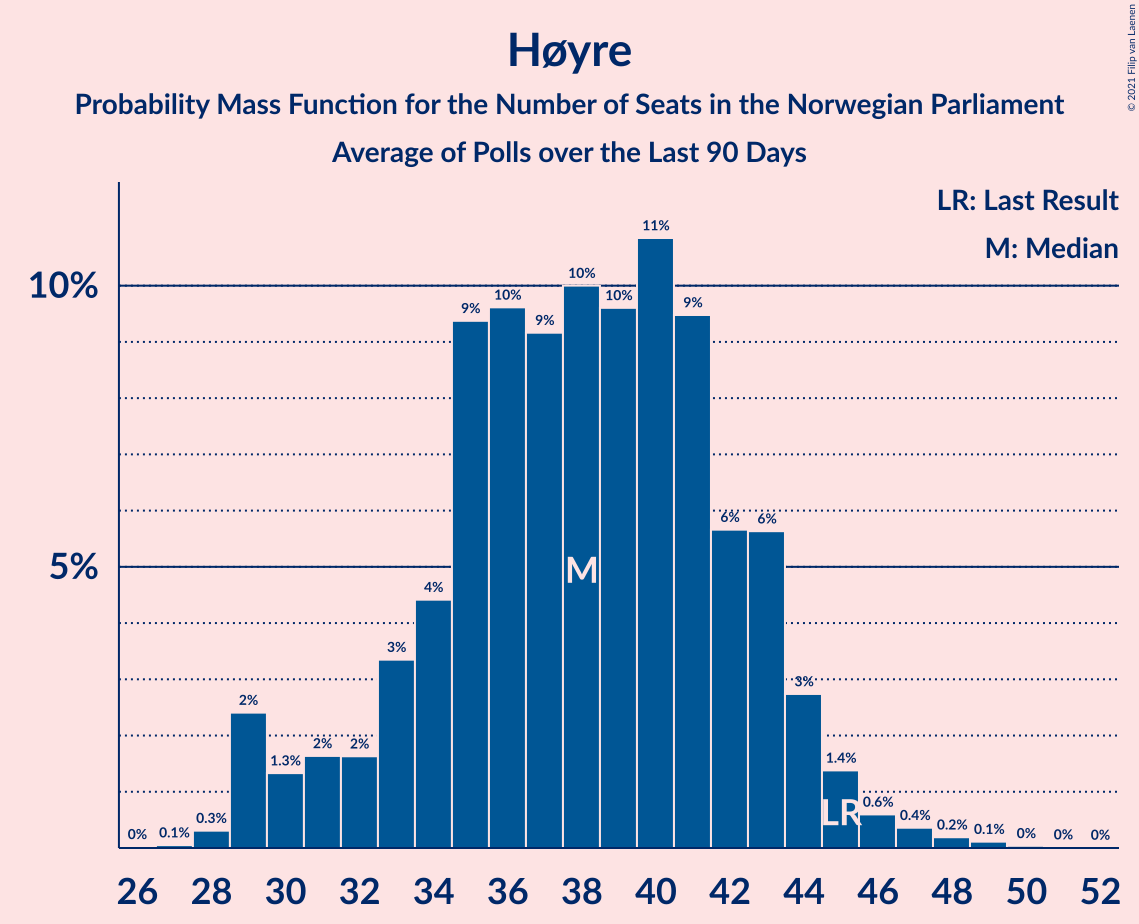 Høyre
Probability Mass Function for the Number of Seats in the Norwegian Parliament
Average of Polls over the Last 90 Days
© 2021 Filip van Laenen
LR: Last Result
M: Median
10%
5%
0% 0.1% 0.3% 2% 1.3% 2% 2% 3% 4% 9% 10% 9% 10% 10% 11% 9% 6% 6% 3% 1.4% 0.6% 0.4% 0.2% 0.1% 0% 0% 0%
M
LR
26 28 30 32 34 36 38 40 42 44 46 48 50 52